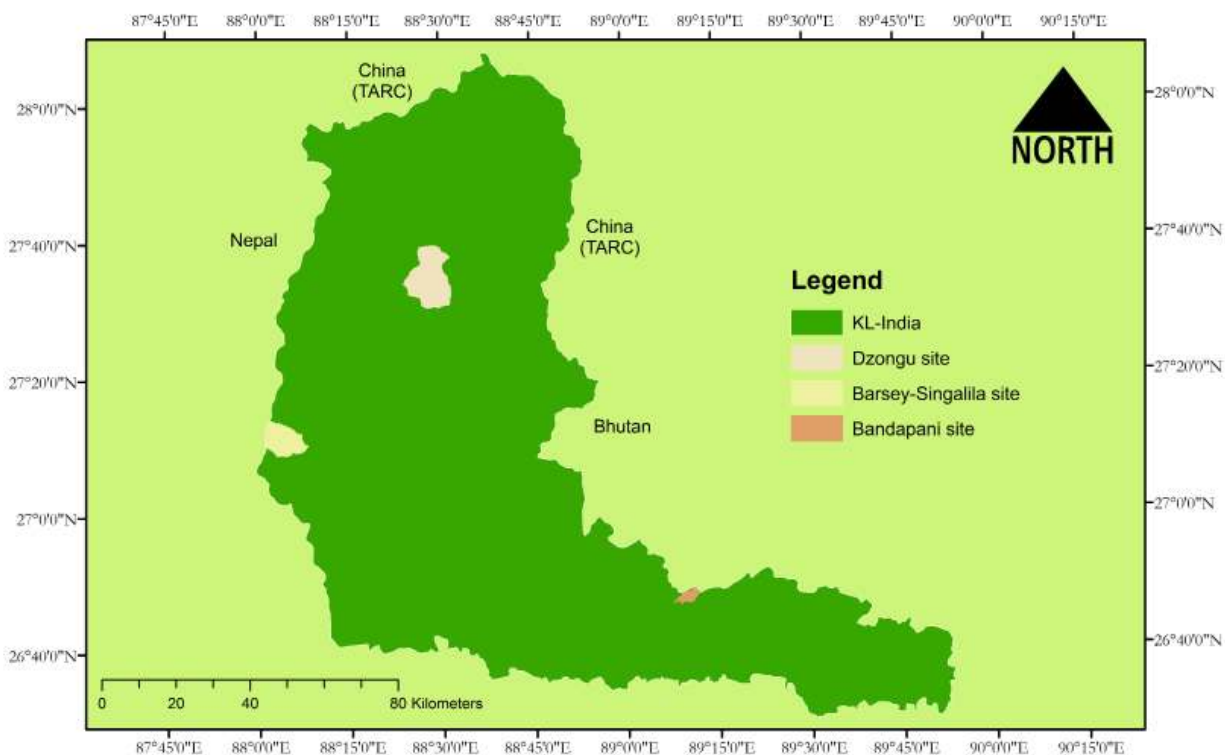 87°45'0"E 88°0'0"E 88°15'0"E 88°30'0"E 88°45'0"E 89°0'0"E 89°15'0"E 89°30'0"E 89°45'0"E 90°0'0"E 90°15'0"E
China
(TARC)
28°0'0"N
28°0'0"N
NORTH
Nepal
China
(TARC)
27°40'0"N
27°40'0"N
Legend
KL-India
Dzongu site
Barsey-Singalila site
Bandapani site
27°20'0"N
27°20'0"N
Bhutan
27°0'0"N
27°0'0"N
26°40'0"N
26°40'0"N
0 20 40 80 Kilometers
87°45'0"E 88°0'0"E 88°15'0"E 88°30'0"E 88°45'0"E 89°0'0"E 89°15'0"E 89°30'0"E 89°45'0"E 90°0'0"E 90°15'0"E